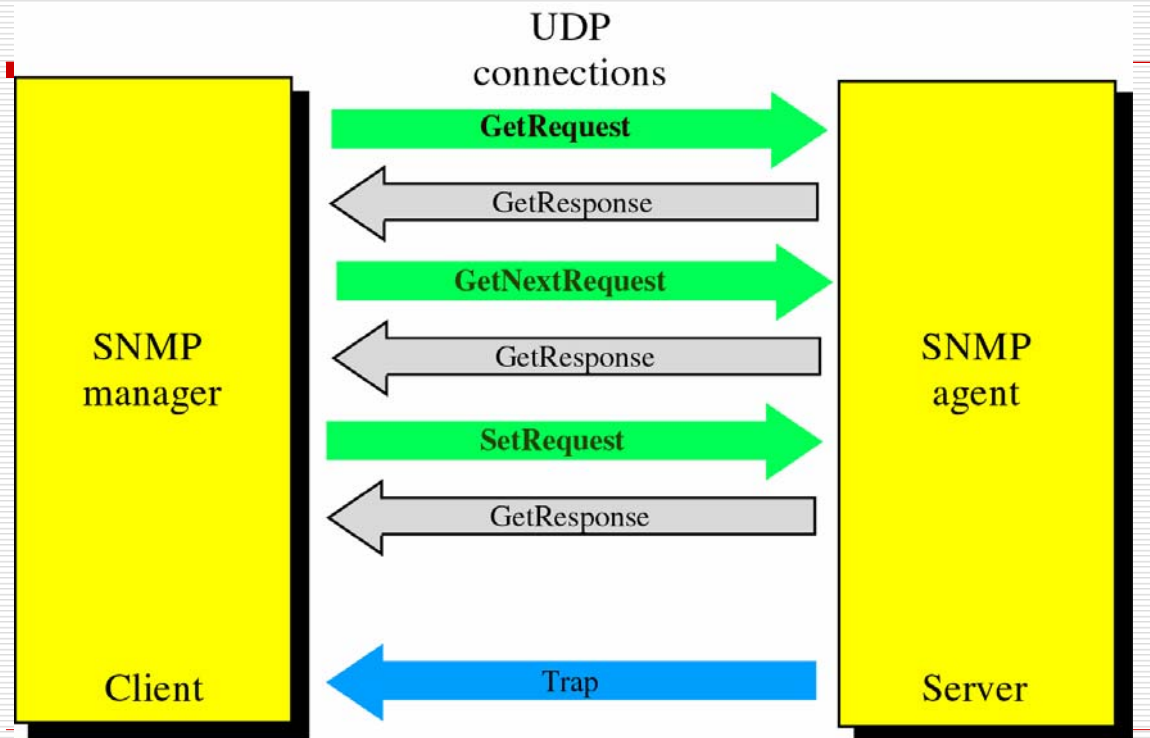 UDP
connections
GetRequest
GetResponse
GetNextRequest
GetResponse
SetRequest
GetResponse
Trap
SNMP
manager
Client
SNMP
agent
Server